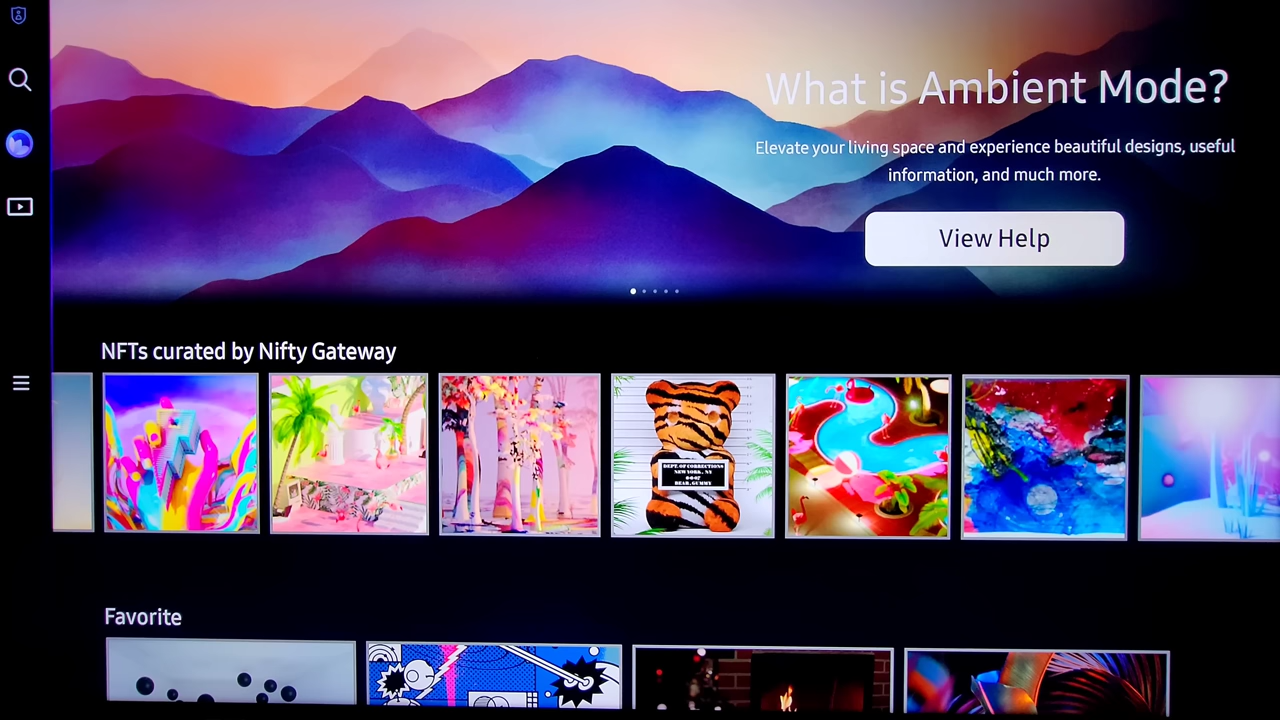 What is Ambient Mode?
Elevate your living space and experience beautiful designs, useful
information, and much more.
View Help
NFTs curated by Nifty Gateway
DEPT. OF CORRECTIONS
NEW YORK, NY
BEAR, GUMMY
Favorite